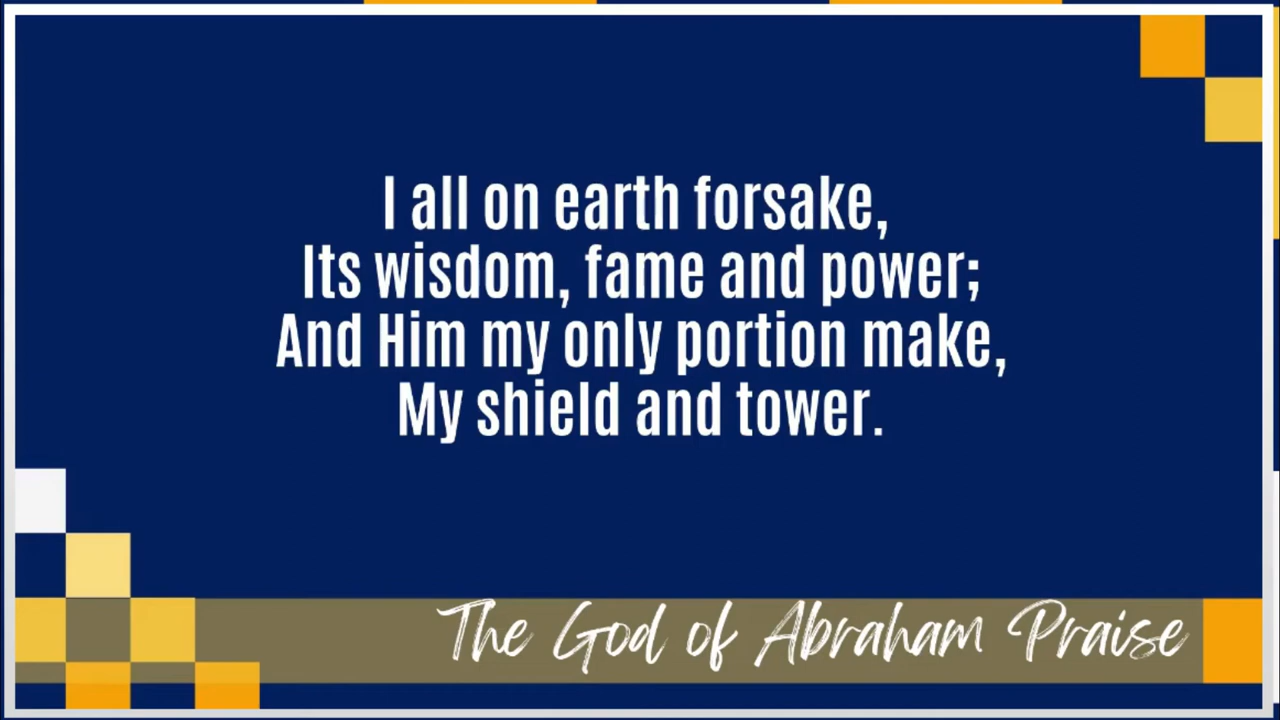 I all on earth forsake,
Its wisdom, fame and power;
And Him my only portion make,
My shield and tower.
The God of Abraham Praise